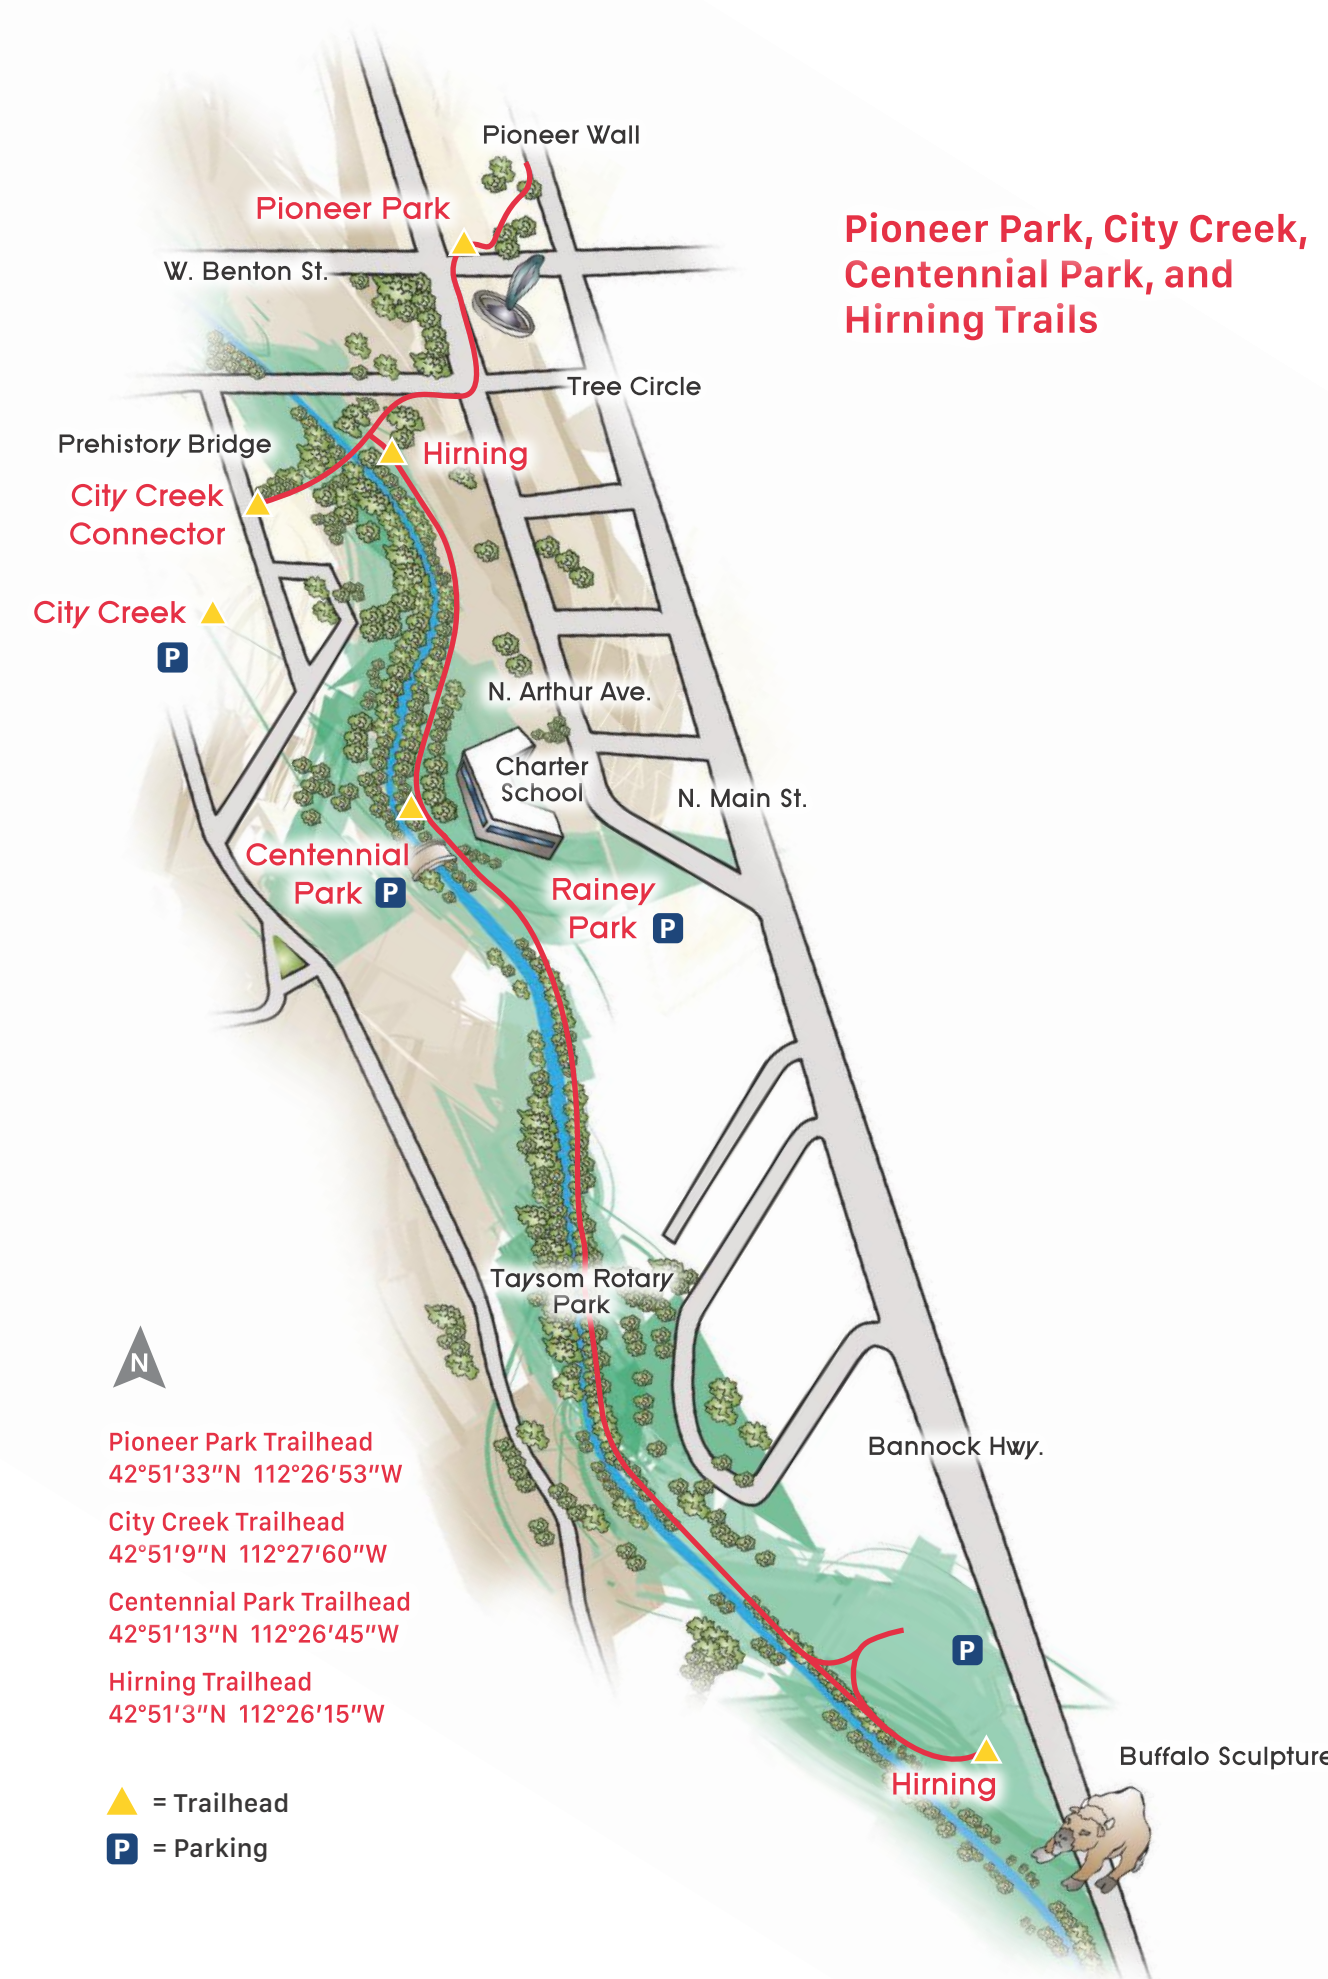 Pioneer Wall
Pioneer Park
Pioneer Park, City Creek,
Centennial Park, and
Hirning Trails
W. Benton St.
Tree Circle
Prehistory Bridge
Hirning
City Creek
Connector
City Creek
P
N. Arthur Ave.
Charter
School
N. Main St.
Centennial
Park P
Rainey
Park P
Taysom Rotary
Park
N
Pioneer Park Trailhead
42°51'33"N 112°26'53"W
City Creek Trailhead
42°51'9"N 112°27'60"W
Centennial Park Trailhead
42°51'13"N 112°26'45"W
Hirning Trailhead
42°51'3"N 112°26'15"W
Bannock Hwy.
P
Buffalo Sculpture
Hirning
= Trailhead
P = Parking